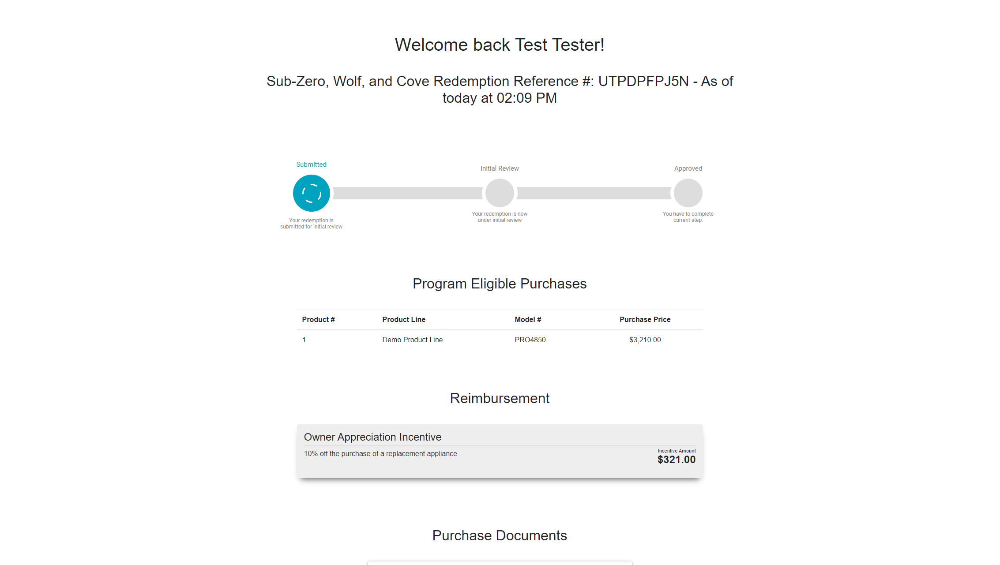 Welcome back Test Tester!
Sub-Zero, Wolf, and Cove Redemption Reference #: UTPDPFPJ5N - As of
today at 02:09 PM
Submitted
Initial Review
Approved
Your redemption is
submitted for initial review
Your redemption is now
under initial review
You have to complete
current step.
Program Eligible Purchases
Product # Product Line Model # Purchase Price
1 Demo Product Line PRO4850 $3,210.00
Reimbursement
Owner Appreciation Incentive
10% off the purchase of a replacement appliance
Incentive Amount
$321.00
Purchase Documents